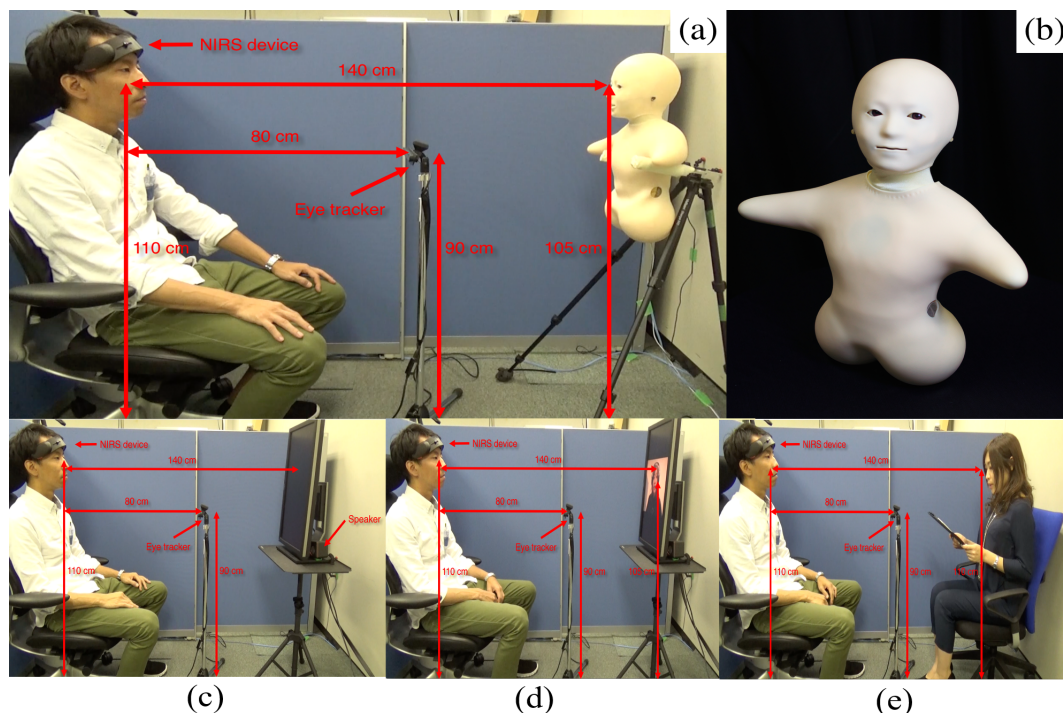 (a)
NIRS device
140 cm
80 cm
Eye tracker
110 cm
90 cm
105 cm
(b)
NIRS device
140 cm
80 cm
Eye tracker
Speaker
110 cm
90 cm
(c)
NIRS device
140 cm
80 cm
Eye tracker
110 cm
90 cm
(d)
NIRS device
140 cm
80 cm
Eye tracker
110 cm
90 cm
(e)